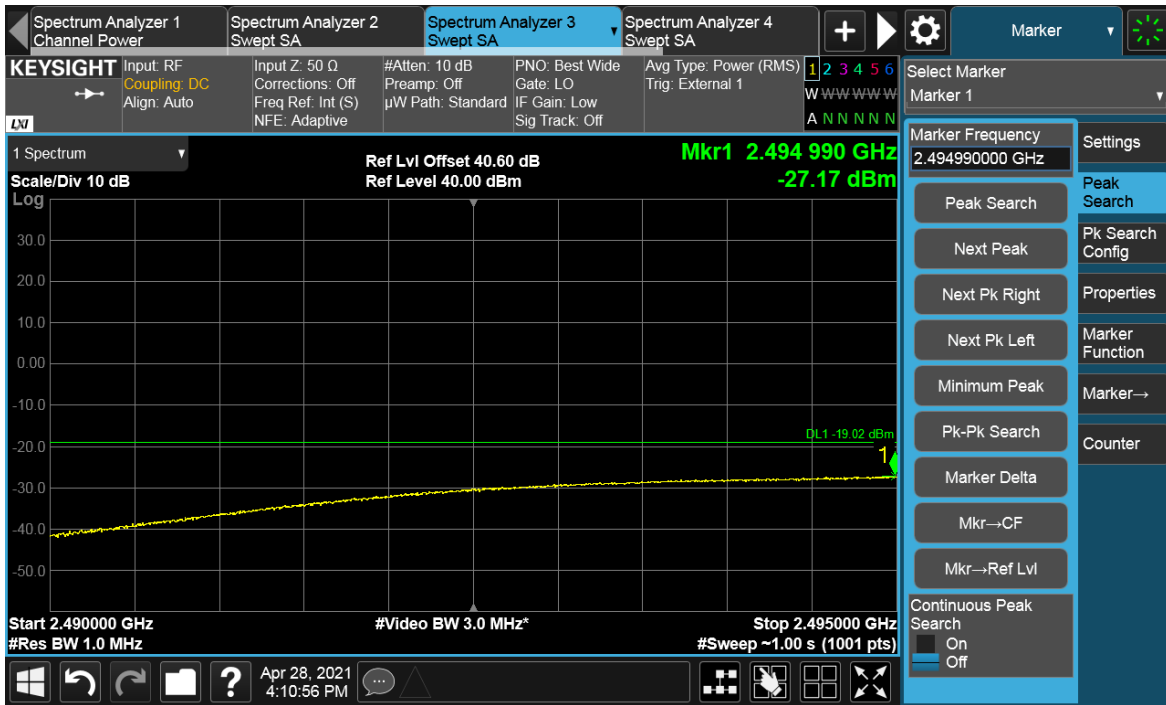 Spectrum Analyzer 1
Channel Power
Spectrum Analyzer 2
Swept SA
Spectrum Analyzer 3
Swept SA
Spectrum Analyzer 4
Swept SA
+
Marker
KEYSIGHT
LXI
Input: RF
Coupling: DC
Align: Auto
Input Z: 50 Ω
Corrections: Off
Freq Ref: Int (S)
NFE: Adaptive
#Atten: 10 dB
Preamp: Off
µW Path: Standard
PNO: Best Wide
Gate: LO
IF Gain: Low
Sig Track: Off
Avg Type: Power (RMS)
Trig: External 1
1 2 3 4 5 6
W W W W W W
A N N N N N
Select Marker
Marker 1
1 Spectrum
Scale/Div 10 dB
Log
Ref Lvl Offset 40.60 dB
Ref Level 40.00 dBm
Mkr1 2.494 990 GHz
-27.17 dBm
30.0
20.0
10.0
0.00
-10.0
-20.0
-30.0
-40.0
-50.0
DL1 -19.02 dBm
1
Start 2.490000 GHz
#Res BW 1.0 MHz
#Video BW 3.0 MHz*
Stop 2.495000 GHz
#Sweep ~1.00 s (1001 pts)
Marker Frequency
2.494990000 GHz
Peak Search
Next Peak
Next Pk Right
Next Pk Left
Minimum Peak
Pk-Pk Search
Marker Delta
Mkr→CF
Mkr→Ref Lvl
Continuous Peak
Search
On
Off
Settings
Peak
Search
Pk Search
Config
Properties
Marker
Function
Marker→
Counter
?
Apr 28, 2021
4:10:56 PM